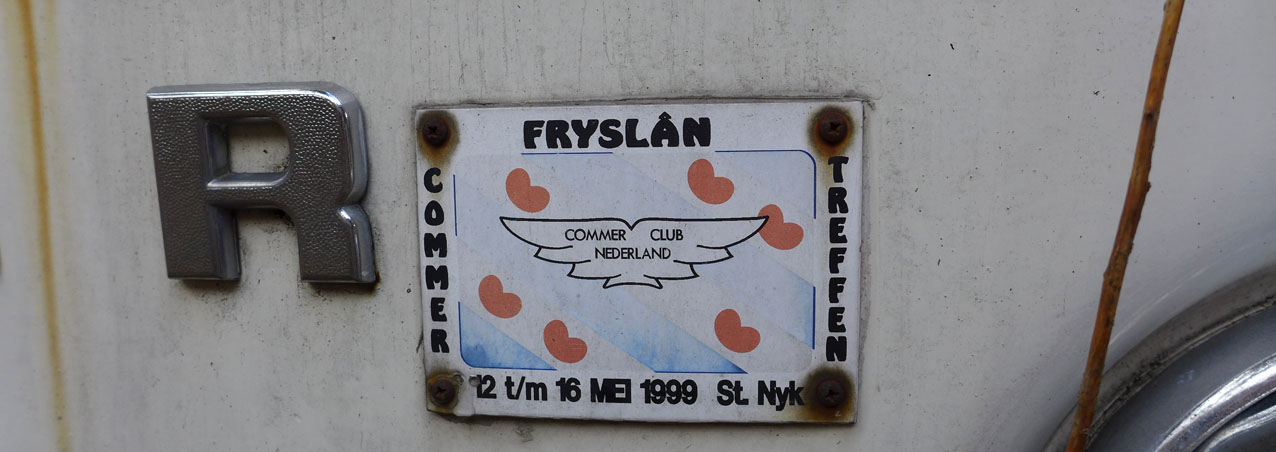 R
FRYSLÂN
COMMER
COMMER CLUB
NEDERLAND
TREFFEN
12 t/m 16 MEI 1999 St. Nyk